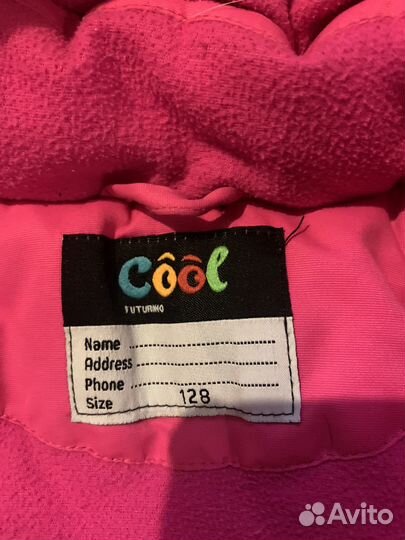 Côôl
FUTURINO
Name
Address
Phone
Size 128
Avito